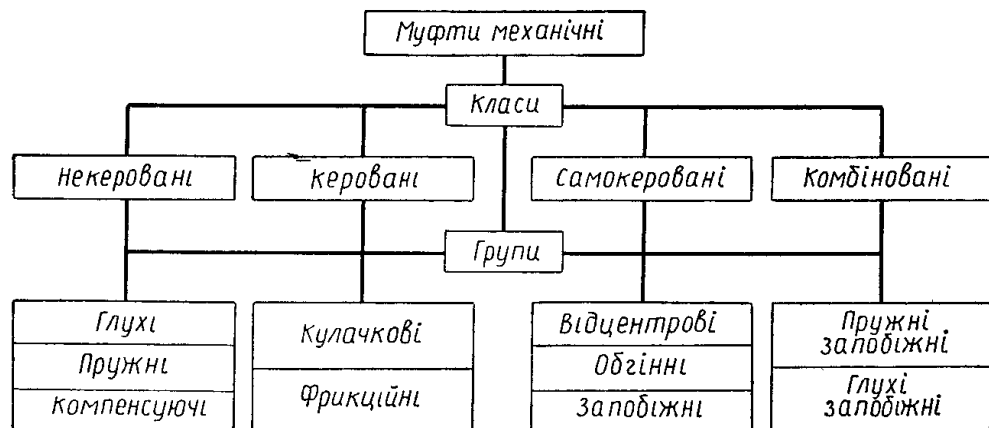 Муфти механічні
Класи
Некеровані
Керовані
Самокеровані
Комбіновані
Групи
Глухі
Пружні
Компенсуючі
Кулачкові
Фрикційні
Відцентрові
Обгінні
Запобіжні
Пружні
запобіжні
Глухі
запобіжні